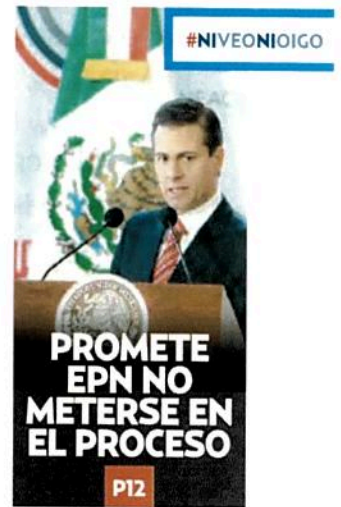 #NIVEONIOIGO
PROMETE
EPN NO
METERSE EN
EL PROCESO
P12